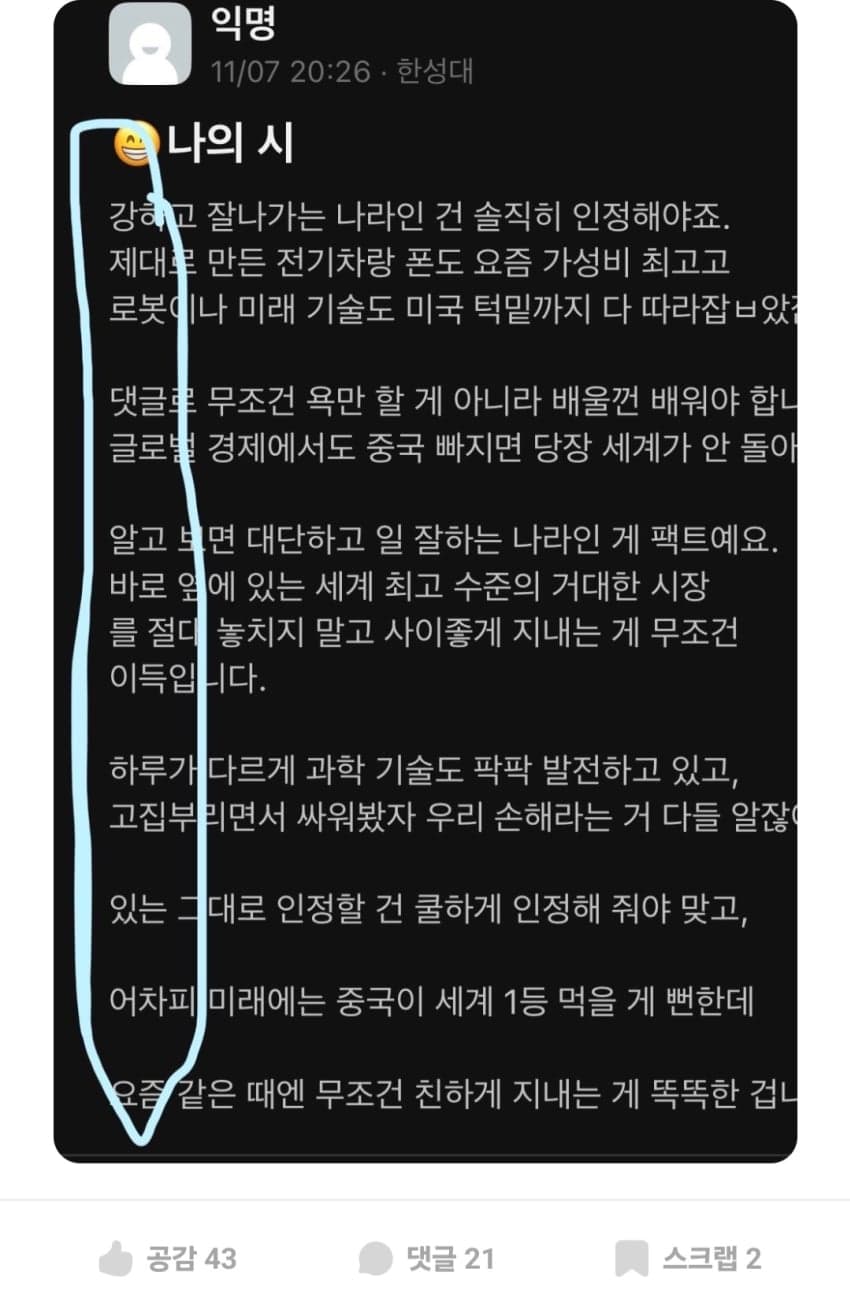 익명
11/07 20:26 · 한성대
나의 시
강하고 잘나가는 나라인 건 솔직히 인정해야죠.
제대로 만든 전기차랑 폰도 요즘 가성비 최고고
로봇이나 미래 기술도 미국 턱밑까지 다 따라잡ㅂ았
댓글로 무조건 욕만 할 게 아니라 배울껀 배워야 합
글로벌 경제에서도 중국 빠지면 당장 세계가 안 돌아
알고 보면 대단하고 일 잘하는 나라인 게 팩트예요.
바로 옆에 있는 세계 최고 수준의 거대한 시장
를 절대 놓치지 말고 사이좋게 지내는 게 무조건
이득입니다.
하루가 다르게 과학 기술도 팍팍 발전하고 있고,
고집부리면서 싸워봤자 우리 손해라는 거 다들 알잖
있는 그대로 인정할 건 쿨하게 인정해 줘야 맞고,
어차피 미래에는 중국이 세계 1등 먹을 게 뻔한데
요즘 같은 때엔 무조건 친하게 지내는 게 똑똑한 겁
공감 43
댓글 21
스크랩 2